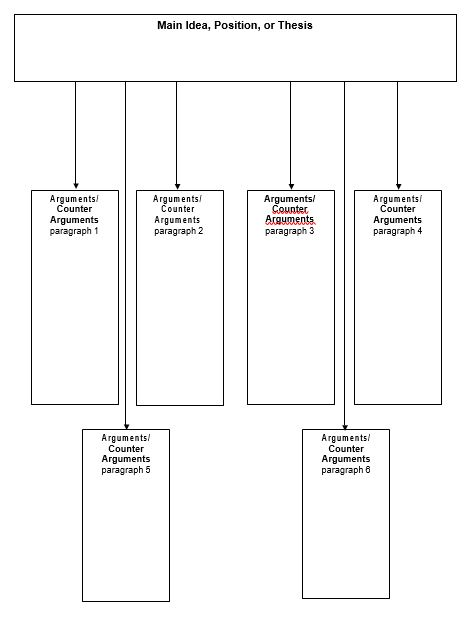 Main Idea, Position, or Thesis
Arguments/
Counter
Arguments
paragraph 1
Arguments/
Counter
Arguments
paragraph 2
Arguments/
Counter
Arguments
paragraph 3
Arguments/
Counter
Arguments
paragraph 4
Arguments/
Counter
Arguments
paragraph 5
Arguments/
Counter
Arguments
paragraph 6